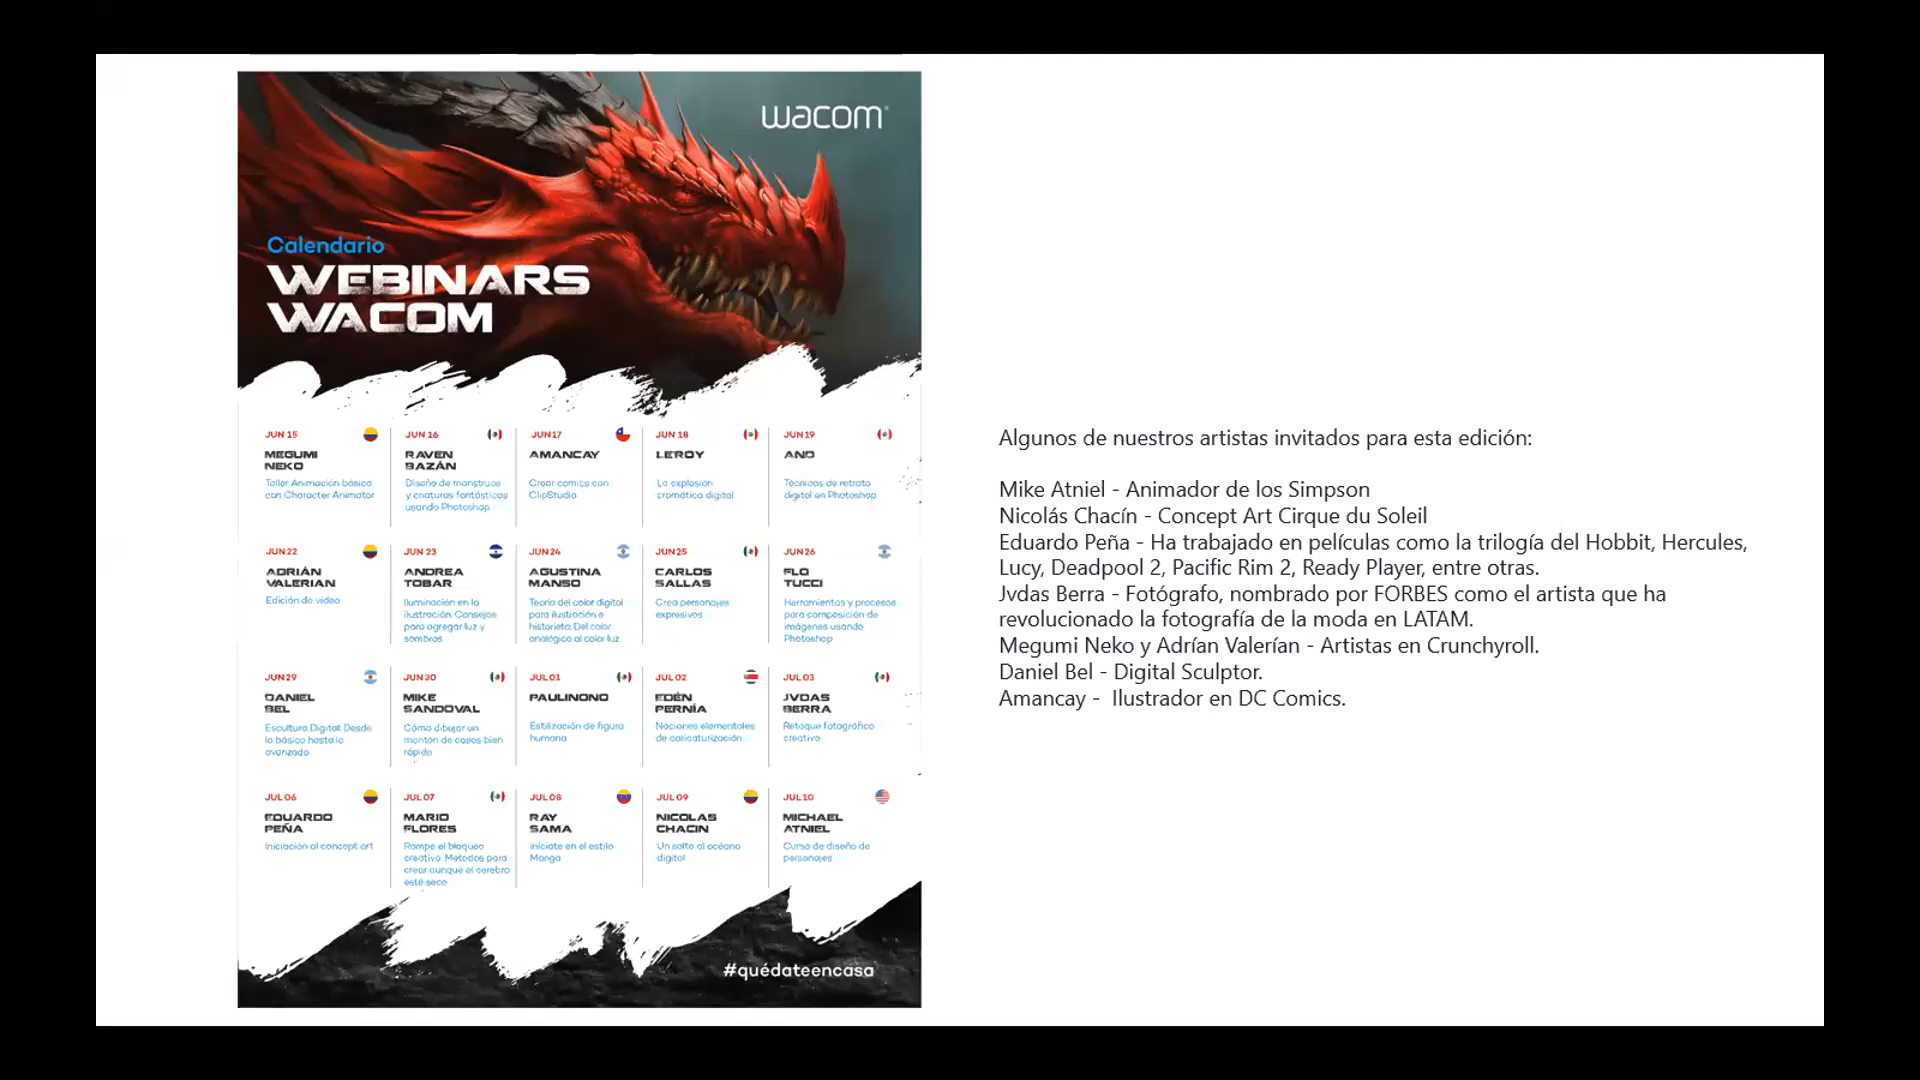 wacom
Calendario
WEBINARS
WACOM
JUN 15
MEGUMI
NEKO
Taller Animación básica
con Character Animator
JUN 16
RAVEN
BAZÁN
Diseño de monstruos
y criaturas fantásticas
usando Photoshop
JUN 17
AMANCAY
Crear comics con
ClipStudio
JUN 18
LEROY
La explosión
cromática digital
JUN 19
AND
Técnicas de retrato
digital en Photoshop
JUN 22
ADRIÁN
VALERIAN
Edición de video
JUN 23
ANDREA
TOBAR
Iluminación en la
ilustración: Consejos
para agregar luz y
sombras
JUN 24
AGUSTINA
MANSO
Teoría del color digital
para ilustración e
historieta: Del color
analógico al color luz
JUN 25
CARLOS
SALLAS
Crea personajes
expresivos
JUN 26
FLO
TUCCI
Herramientas y procesos
para composición de
imágenes usando
Photoshop
JUN 29
DANIEL
BEL
Escultura Digital: Desde
lo básico hasta lo
avanzado
JUN 30
MIKE
SANDOVAL
Cómo dibujar un
montón de cosas bien
rápido
JUL 01
PAULINONO
Estilización de figura
humana
JUL 02
EDÉN
PERNÍA
Nociones elementales
de caricaturización
JUL 03
JVDAS
BERRA
Retoque fotográfico
creativo
JUL 06
EDUARDO
PEÑA
Iniciación al concept art
JUL 07
MARIO
FLORES
Rompe el bloqueo
creativo: Metodos para
crear aunque el cerebro
esté seco
JUL 08
RAY
SAMA
Iniciate en el estilo
Manga
JUL 09
NICOLAS
CHACIN
Un salto al océano
digital
JUL 10
MICHAEL
ATNIEL
Curso de diseño de
personajes
#quédateencasa
Algunos de nuestros artistas invitados para esta edición:
Mike Atniel - Animador de los Simpson
Nicolás Chacín - Concept Art Cirque du Soleil
Eduardo Peña - Ha trabajado en películas como la trilogía del Hobbit, Hercules,
Lucy, Deadpool 2, Pacific Rim 2, Ready Player, entre otras.
Jvdas Berra - Fotógrafo, nombrado por FORBES como el artista que ha
revolucionado la fotografía de la moda en LATAM.
Megumi Neko y Adrían Valerían - Artistas en Crunchyroll.
Daniel Bel - Digital Sculptor.
Amancay - Ilustrador en DC Comics.